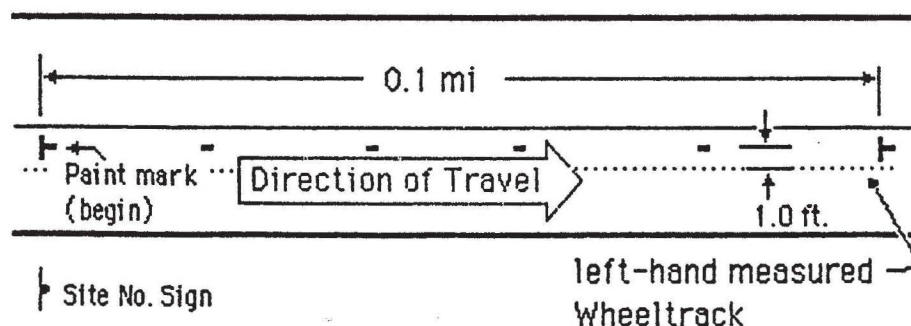 0.1 mi
Paint mark
(begin)
Direction of Travel
1.0 ft.
left-hand measured
Wheeltrack
Site No. Sign